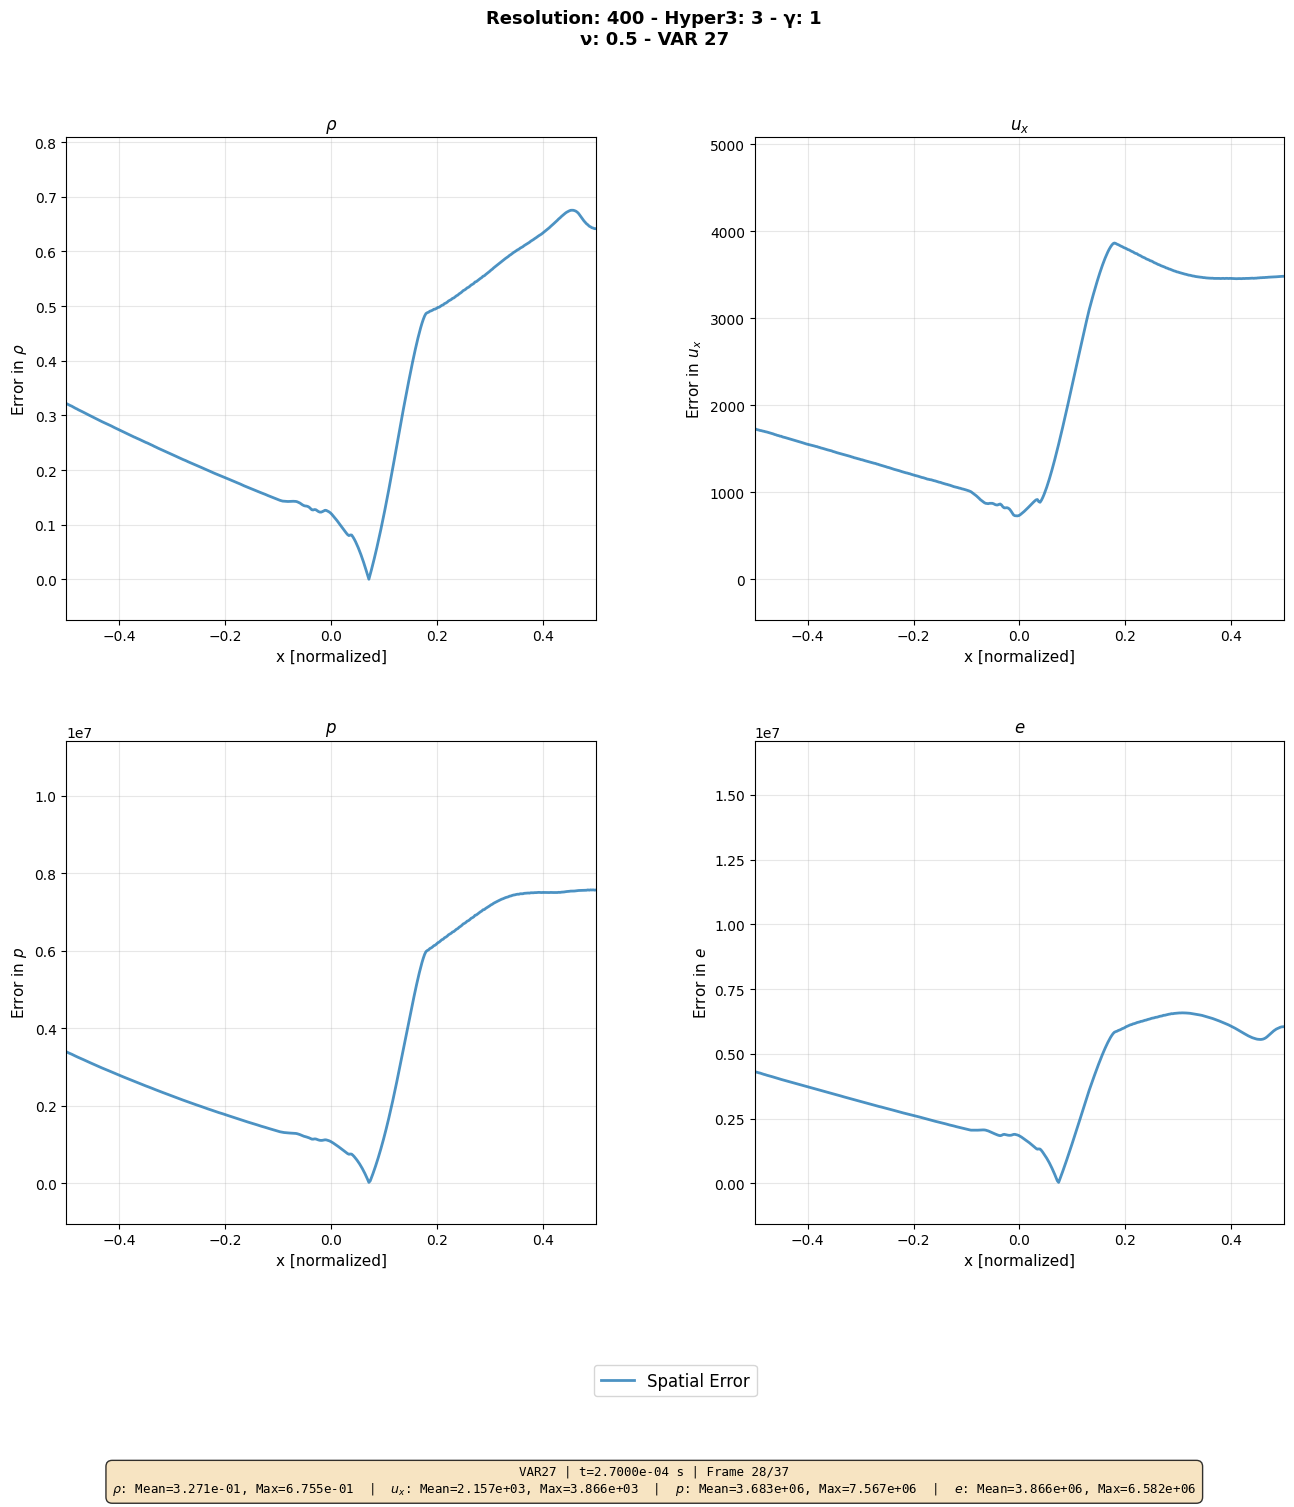 Resolution: 400 - Hyper3: 3 - γ: 1
ν: 0.5 - VAR 27
ρ
0.8
0.7
0.6
0.5
0.4
0.3
0.2
0.1
0.0
Error in ρ
−0.4 −0.2 0.0 0.2 0.4
x [normalized]
u_x
5000
4000
3000
2000
1000
0
Error in u_x
−0.4 −0.2 0.0 0.2 0.4
x [normalized]
p
1e7
1.0
0.8
0.6
0.4
0.2
0.0
Error in p
−0.4 −0.2 0.0 0.2 0.4
x [normalized]
e
1e7
1.50
1.25
1.00
0.75
0.50
0.25
0.00
Error in e
−0.4 −0.2 0.0 0.2 0.4
x [normalized]
Spatial Error
VAR27 | t=2.7000e-04 s | Frame 28/37
ρ: Mean=3.271e-01, Max=6.755e-01 | u_x: Mean=2.157e+03, Max=3.866e+03 | p: Mean=3.683e+06, Max=7.567e+06 | e: Mean=3.866e+06, Max=6.582e+06